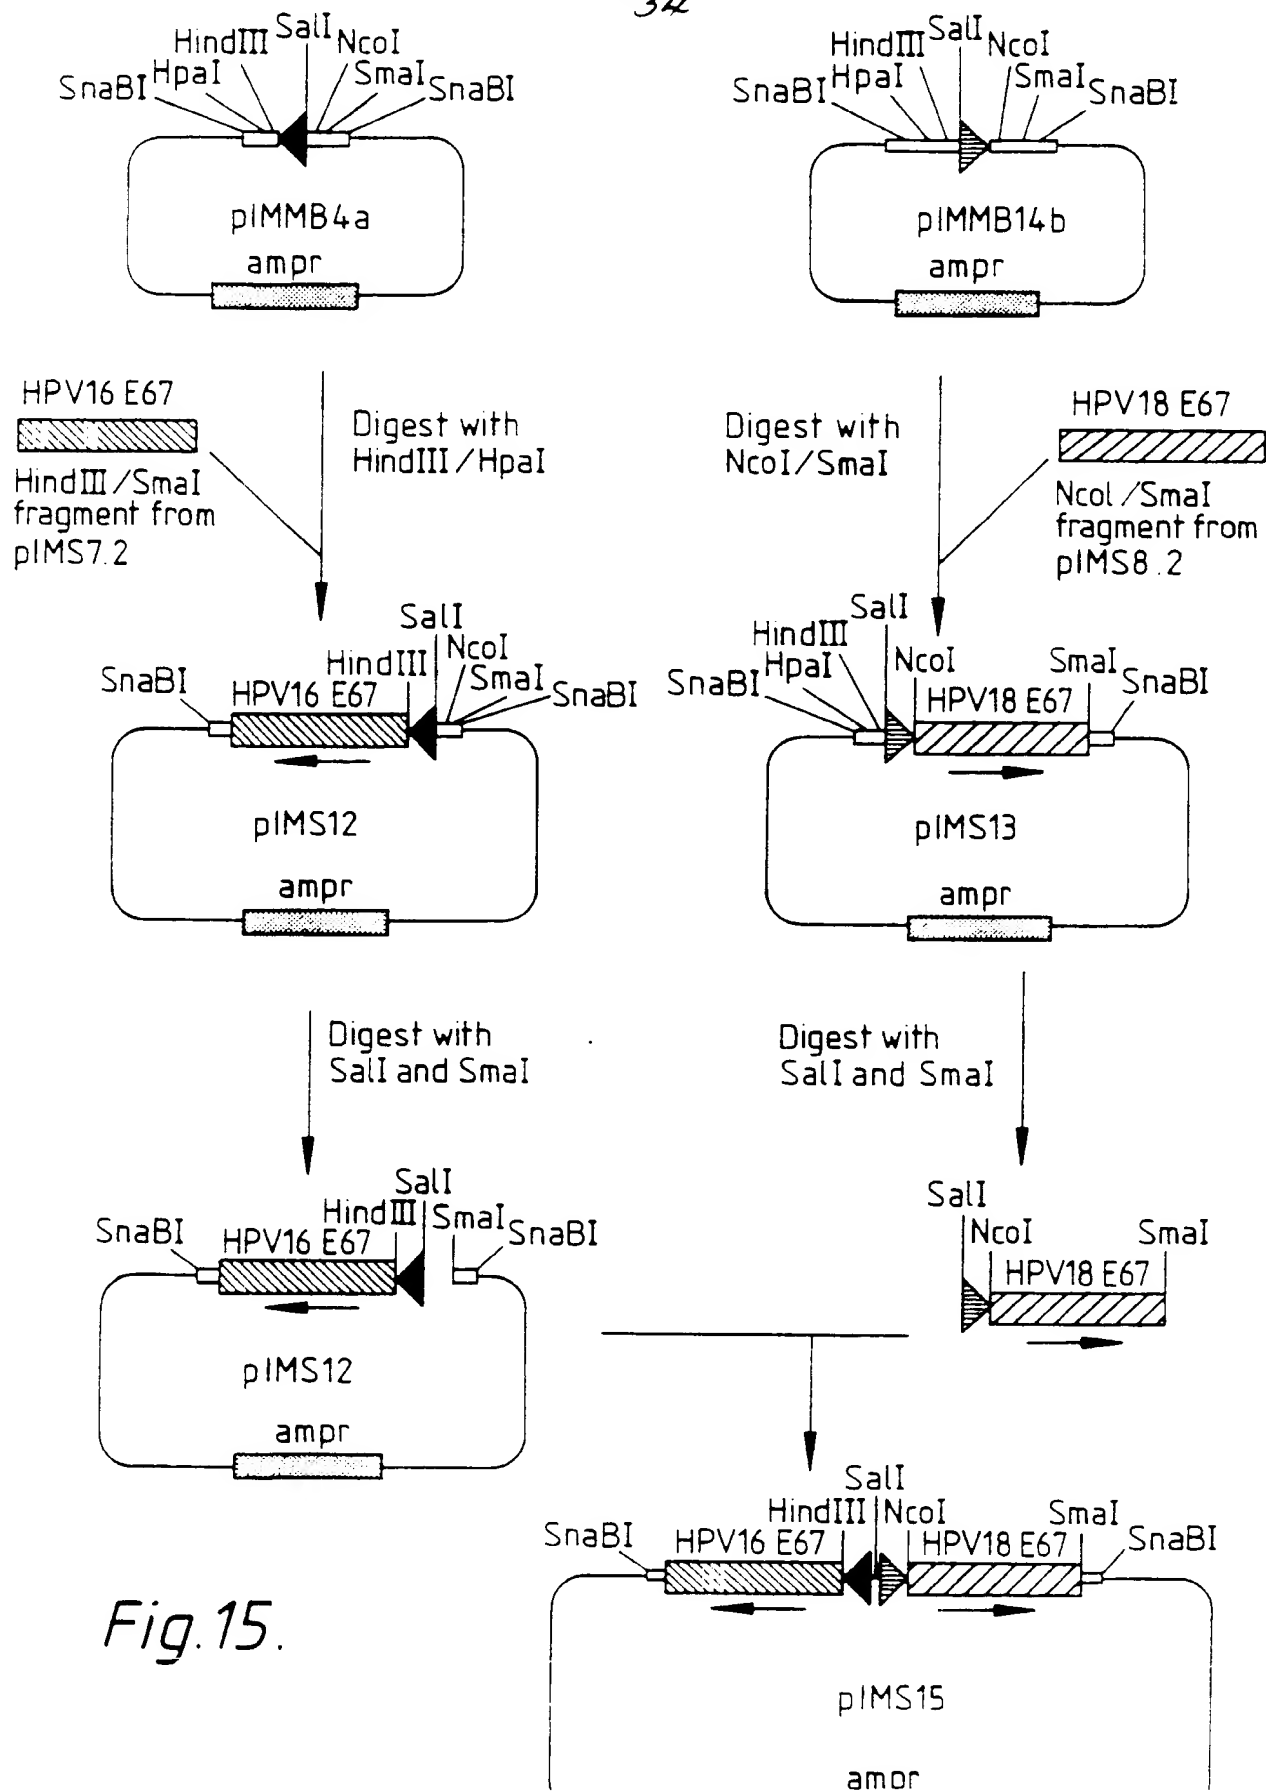 34
HindIII SalI NcoI
SnaBI HpaI SmaI SnaBI
pIMMB4a
ampr
HindIII SalI NcoI
SnaBI HpaI SmaI SnaBI
pIMMB14b
ampr
HPV16 E67
HindIII/SmaI
fragment from
pIMS7.2
Digest with
HindIII/HpaI
Digest with
NcoI/SmaI
HPV18 E67
NcoI/SmaI
fragment from
pIMS8.2
SalI
SnaBI HindIII NcoI
HPV16 E67 SmaI SnaBI
pIMS12
ampr
SalI
HindIII NcoI SmaI
SnaBI HpaI HPV18 E67 SnaBI
pIMS13
ampr
Digest with
SalI and SmaI
Digest with
SalI and SmaI
SalI
HindIII SmaI
SnaBI HPV16 E67 SnaBI
pIMS12
ampr
SalI
NcoI SmaI
HPV18 E67
SalI
HindIII NcoI SmaI
SnaBI HPV16 E67 HPV18 E67 SnaBI
pIMS15
ampr
Fig.15.